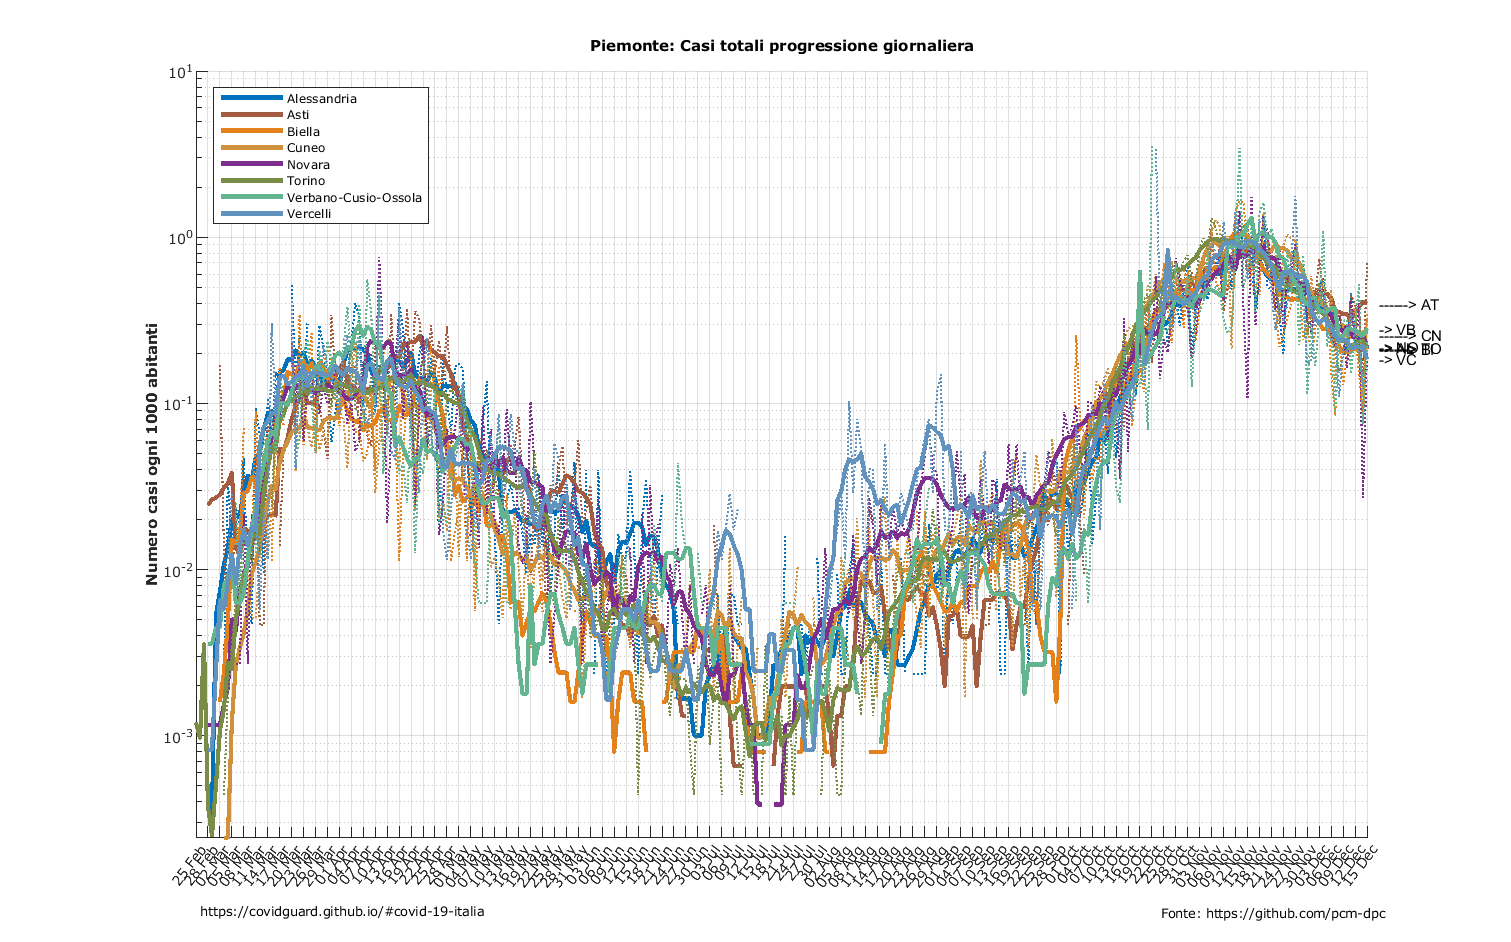 Piemonte: Casi totali progressione giornaliera
Numero casi ogni 1000 abitanti
10^1
10^0
10^-1
10^-2
10^-3
Alessandria
Asti
Biella
Cuneo
Novara
Torino
Verbano-Cusio-Ossola
Vercelli
------> AT
-> VB
------> CN
-> VC
25 Feb
28 Feb
02 Mar
05 Mar
08 Mar
11 Mar
14 Mar
17 Mar
20 Mar
23 Mar
26 Mar
29 Mar
01 Apr
04 Apr
07 Apr
10 Apr
13 Apr
16 Apr
19 Apr
22 Apr
25 Apr
28 Apr
01 May
04 May
07 May
10 May
13 May
16 May
19 May
22 May
25 May
28 May
31 May
03 Jun
06 Jun
09 Jun
12 Jun
15 Jun
18 Jun
21 Jun
24 Jun
27 Jun
30 Jun
03 Jul
06 Jul
09 Jul
12 Jul
15 Jul
18 Jul
21 Jul
24 Jul
27 Jul
30 Jul
02 Aug
05 Aug
08 Aug
11 Aug
14 Aug
17 Aug
20 Aug
23 Aug
26 Aug
29 Aug
01 Sep
04 Sep
07 Sep
10 Sep
13 Sep
16 Sep
19 Sep
22 Sep
25 Sep
28 Sep
01 Oct
04 Oct
07 Oct
10 Oct
13 Oct
16 Oct
19 Oct
22 Oct
25 Oct
28 Oct
31 Oct
03 Nov
06 Nov
09 Nov
12 Nov
15 Nov
18 Nov
21 Nov
24 Nov
27 Nov
30 Nov
03 Dec
06 Dec
09 Dec
12 Dec
15 Dec
https://covidguard.github.io/#covid-19-italia
Fonte: https://github.com/pcm-dpc